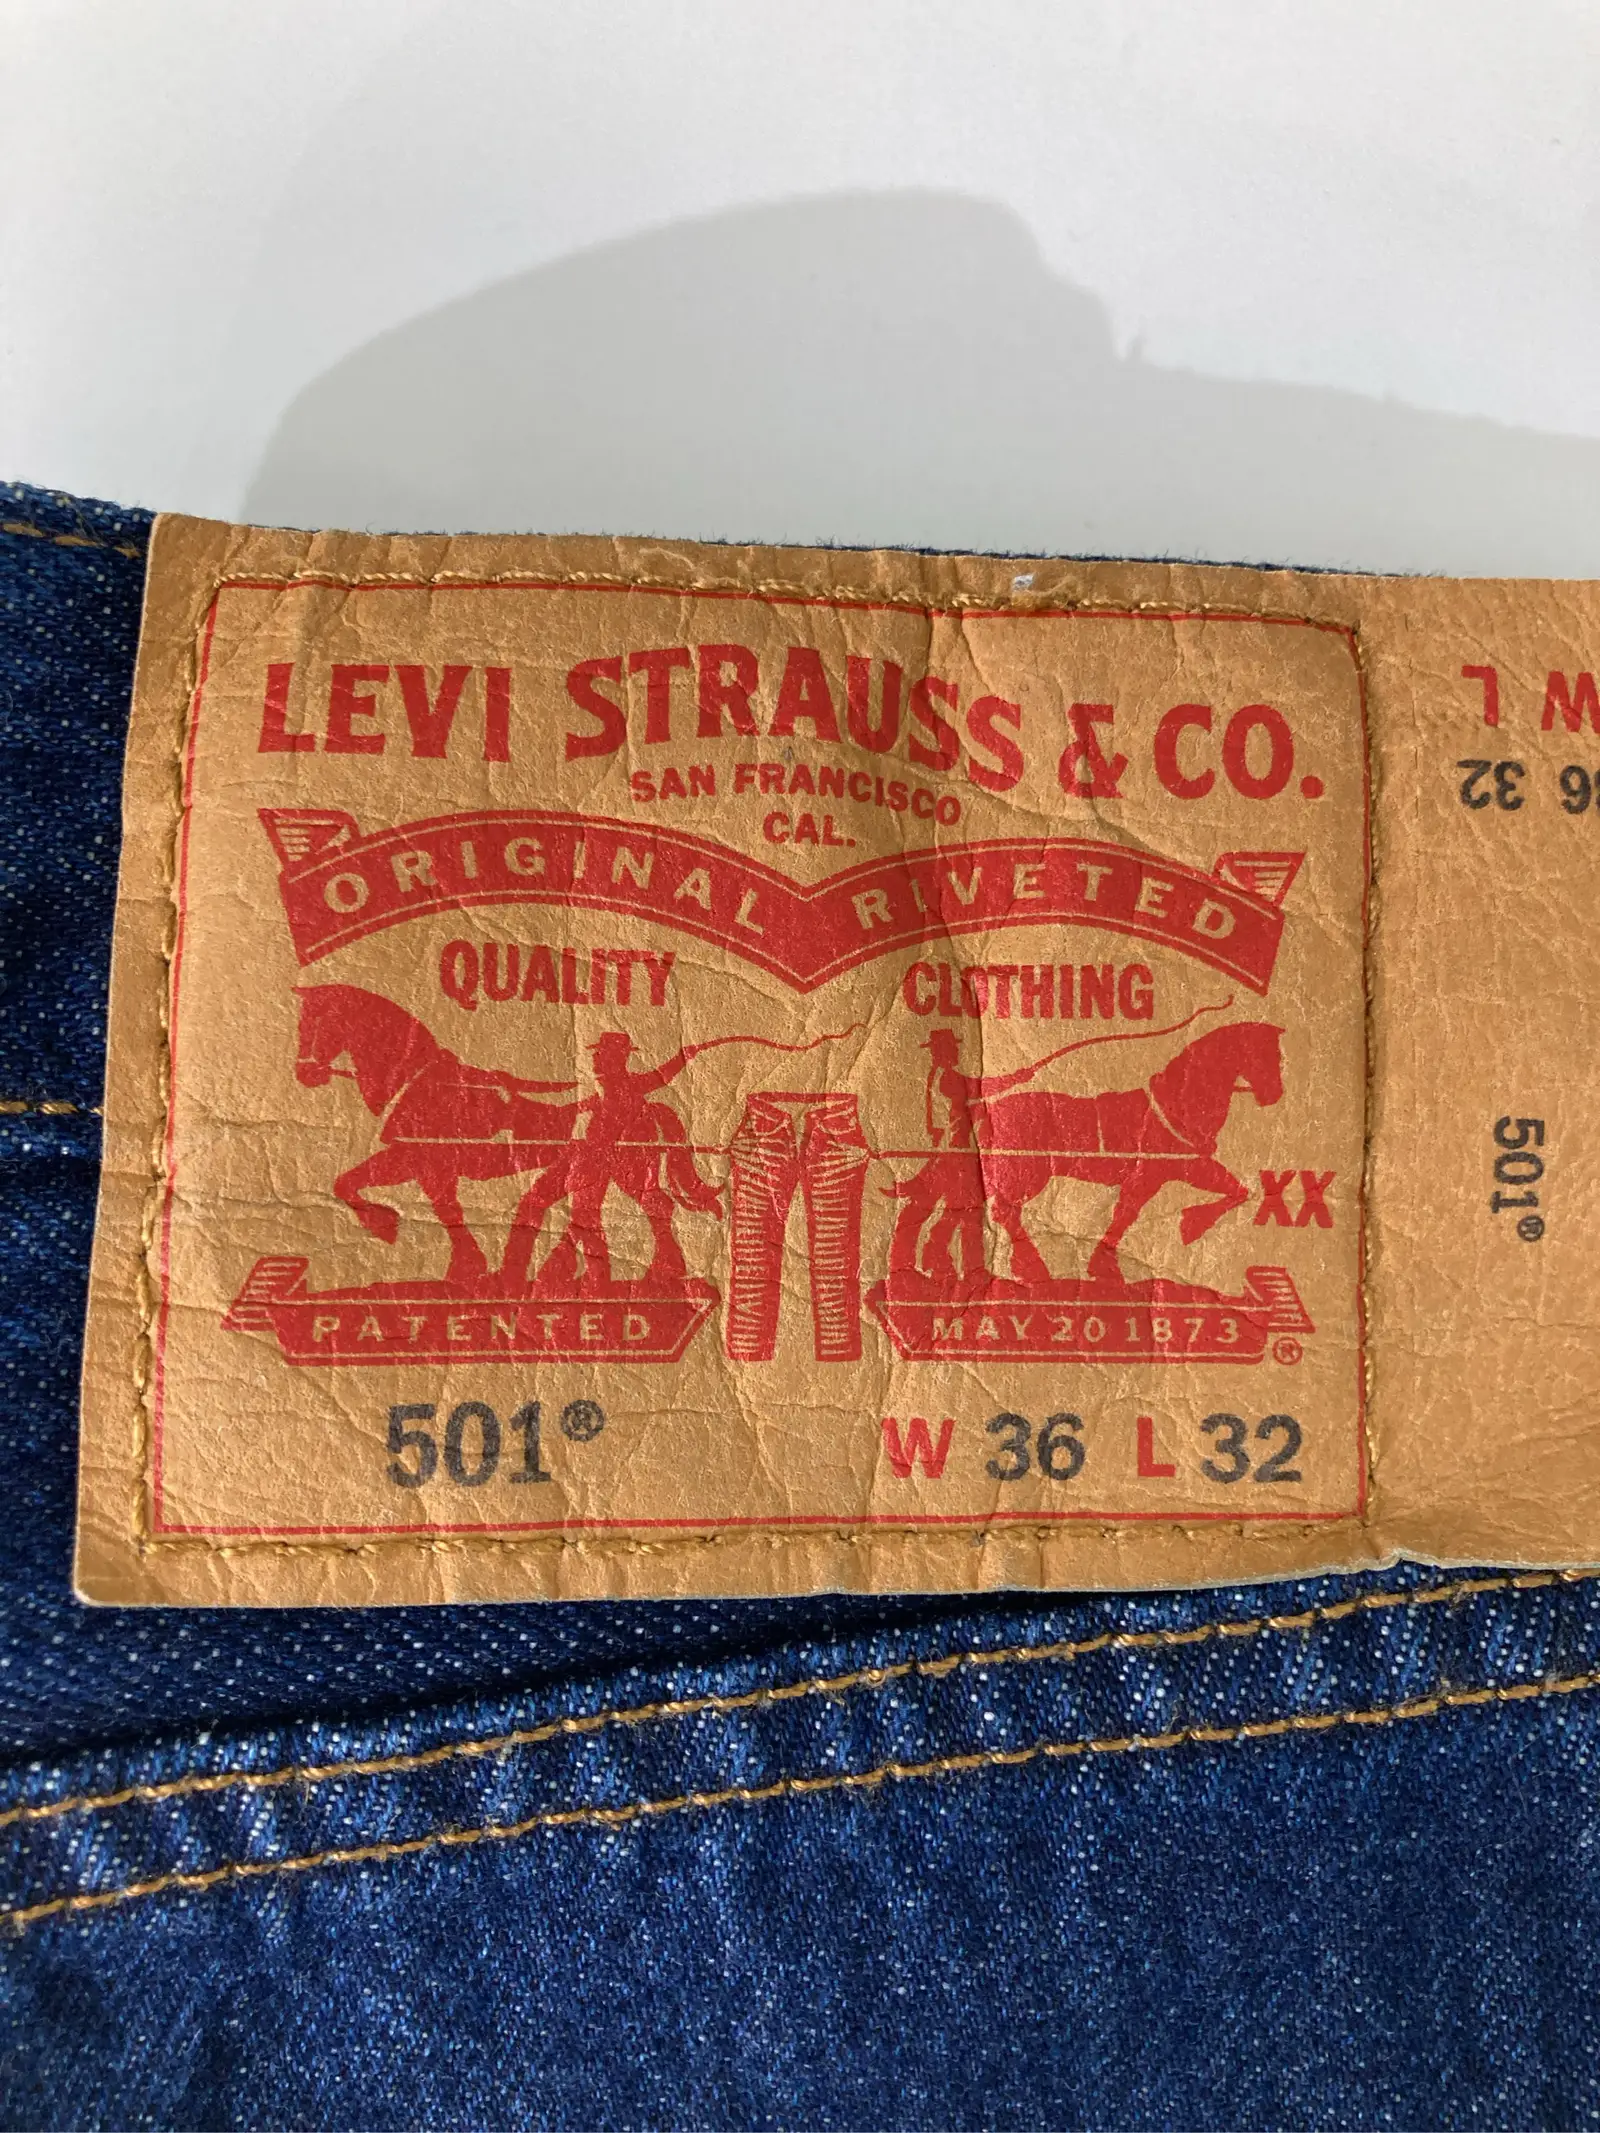 LEVI STRAUSS & CO.
SAN FRANCISCO
CAL.
ORIGINAL RIVETED
QUALITY CLOTHING
XX
PATENTED MAY 20 1873 ®
501® W 36 L 32
W L
36 32
501®